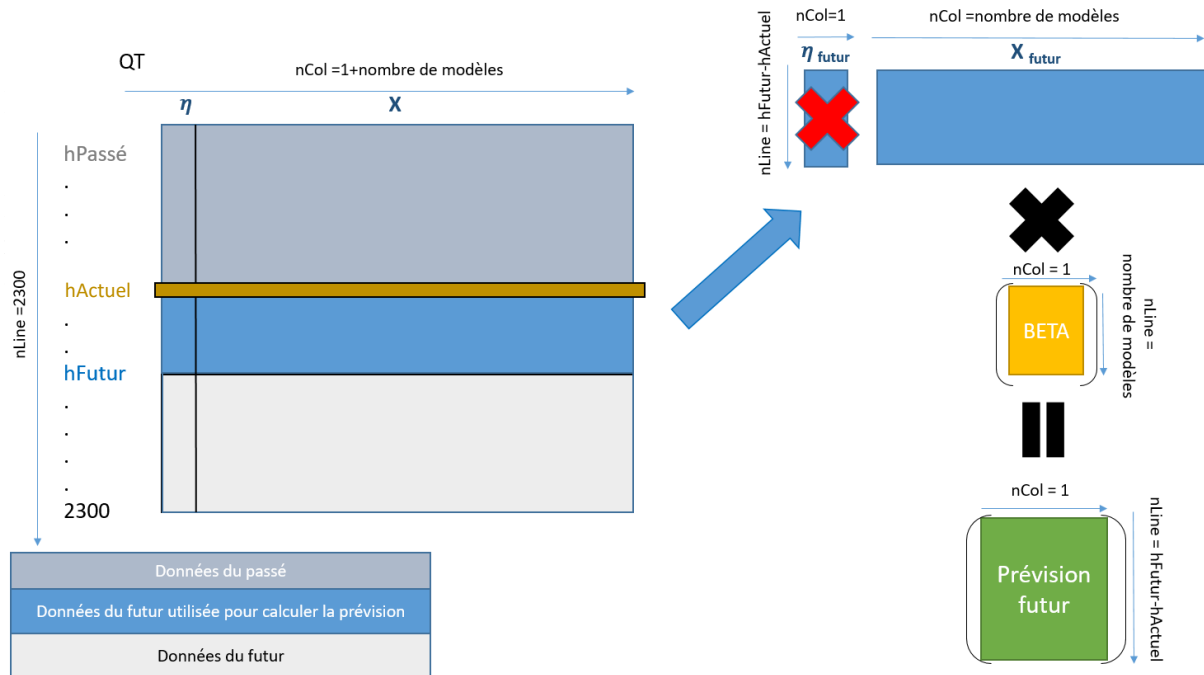 QT
nCol =1+nombre de modèles
η
X
nLine =2300
hPassé
.
.
.
hActuel
.
.
hFutur
.
.
.
.
2300
Données du passé
Données du futur utilisée pour calculer la prévision
Données du futur
nCol=1
nCol =nombre de modèles
η futur
X futur
nLine = hFutur-hActuel
nCol = 1
BETA
nLine =
nombre de modèles
nCol = 1
Prévision
futur
nLine = hFutur-hActuel